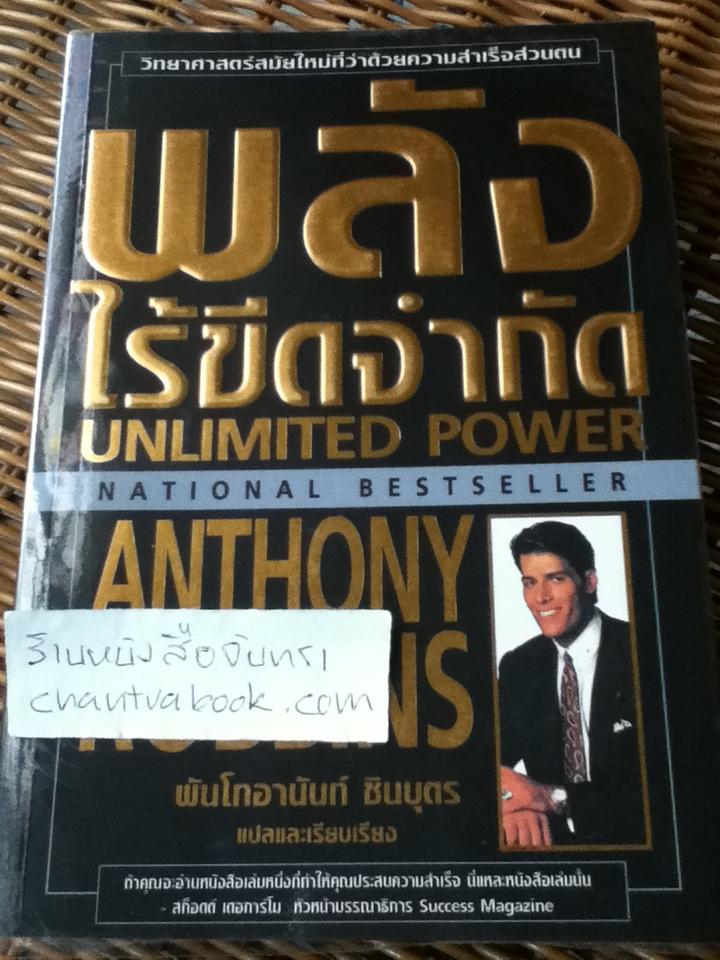 วิทยาศาสตร์สมัยใหม่ที่ว่าด้วยความสำเร็จส่วนตน
พลัง
ไร้ขีดจำกัด
UNLIMITED POWER
NATIONAL BESTSELLER
ANTHONY
ร้านหนังสือจันทรา
chantrabook.com
พันโทอานันท์ ชินบุตร
แปลและเรียบเรียง
ถ้าคุณจะอ่านหนังสือเล่มหนึ่งที่ทำให้คุณประสบความสำเร็จ นี่แหละหนังสือเล่มนั้น
- สก็อตต์ เดอการ์โม หัวหน้าบรรณาธิการ Success Magazine